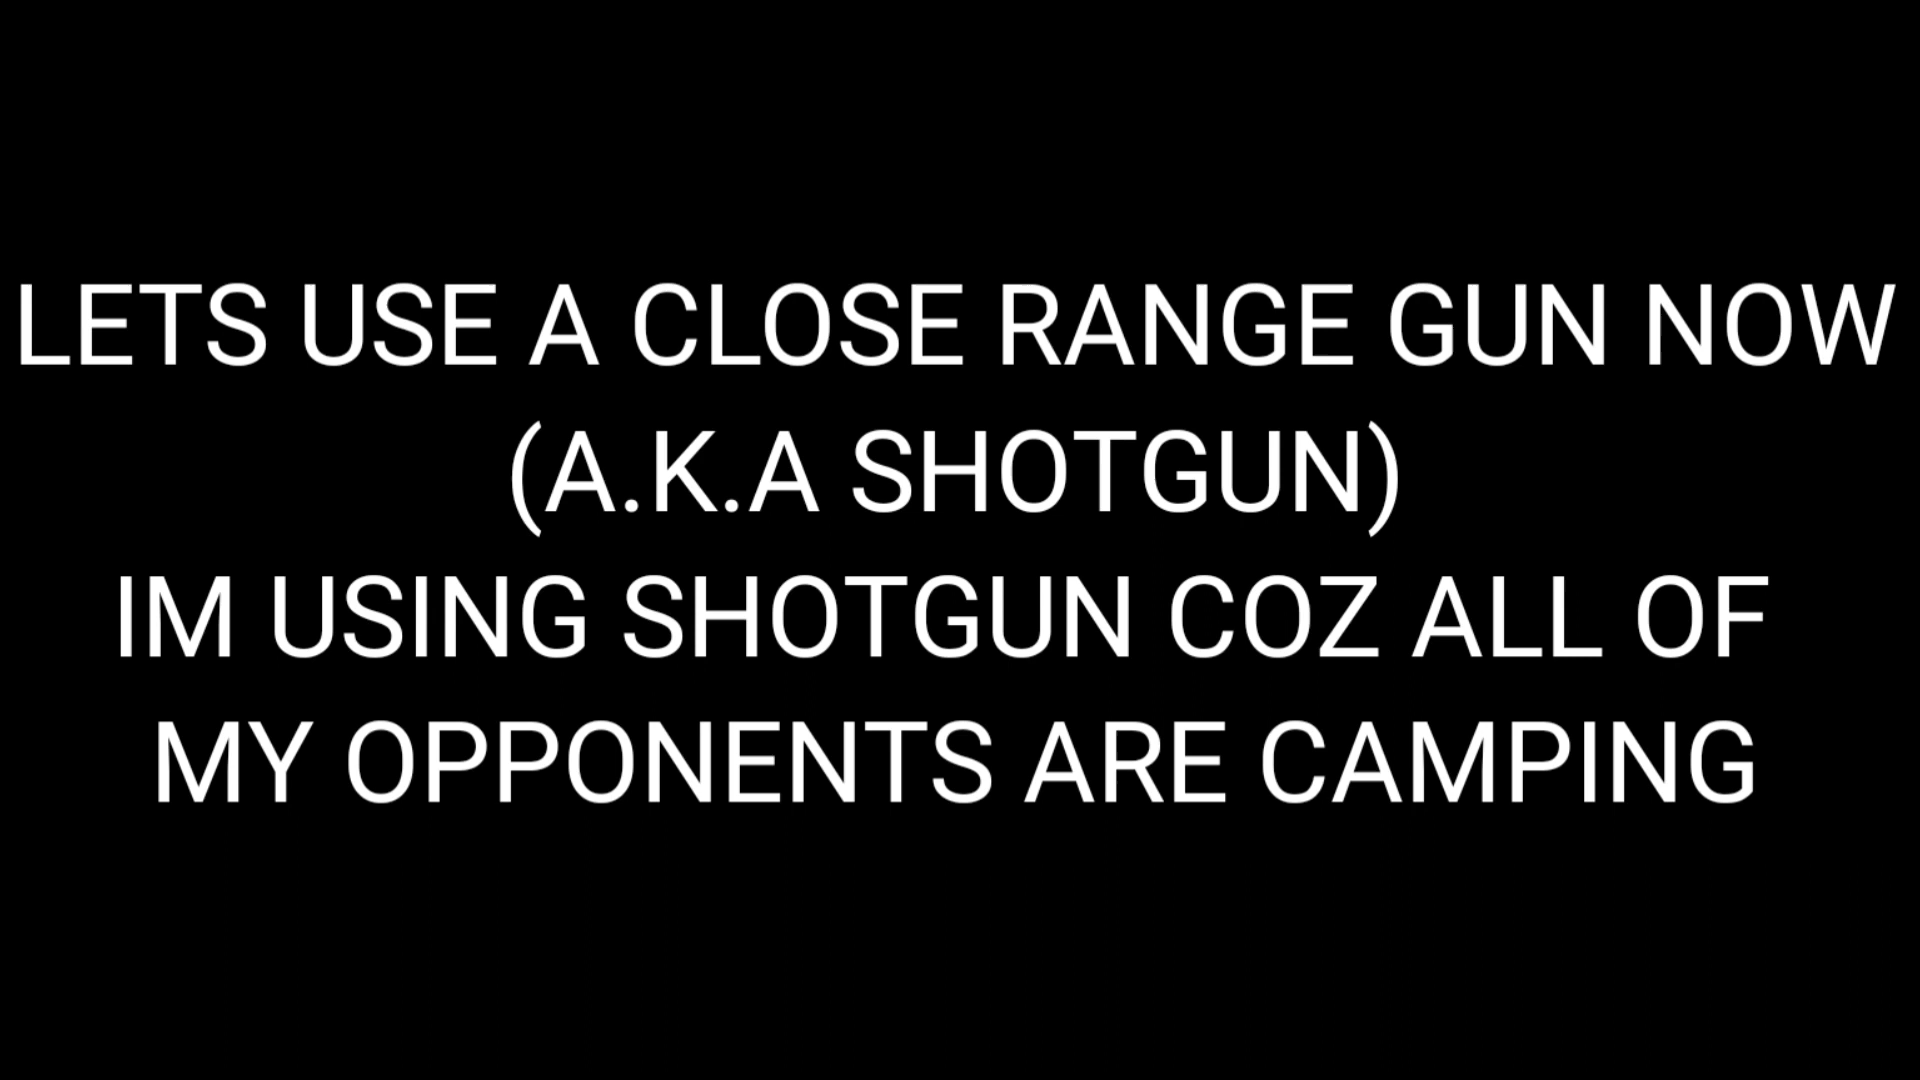 LETS USE A CLOSE RANGE GUN NOW
(A.K.A SHOTGUN)
IM USING SHOTGUN COZ ALL OF
MY OPPONENTS ARE CAMPING